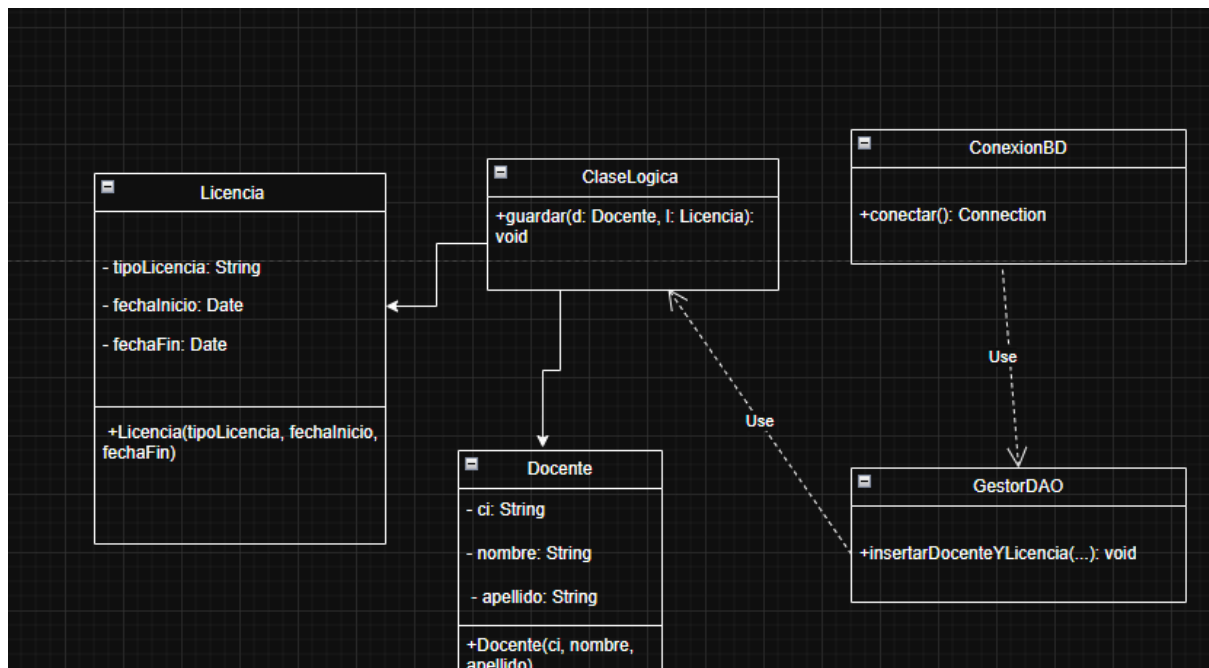 Licencia
- tipoLicencia: String
- fechaInicio: Date
- fechaFin: Date
+Licencia(tipoLicencia, fechaInicio,
fechaFin)
ClaseLogica
+guardar(d: Docente, l: Licencia):
void
ConexionBD
+conectar(): Connection
Use
Use
Docente
- ci: String
- nombre: String
- apellido: String
+Docente(ci, nombre,
apellido)
GestorDAO
+insertarDocenteYLicencia(...): void